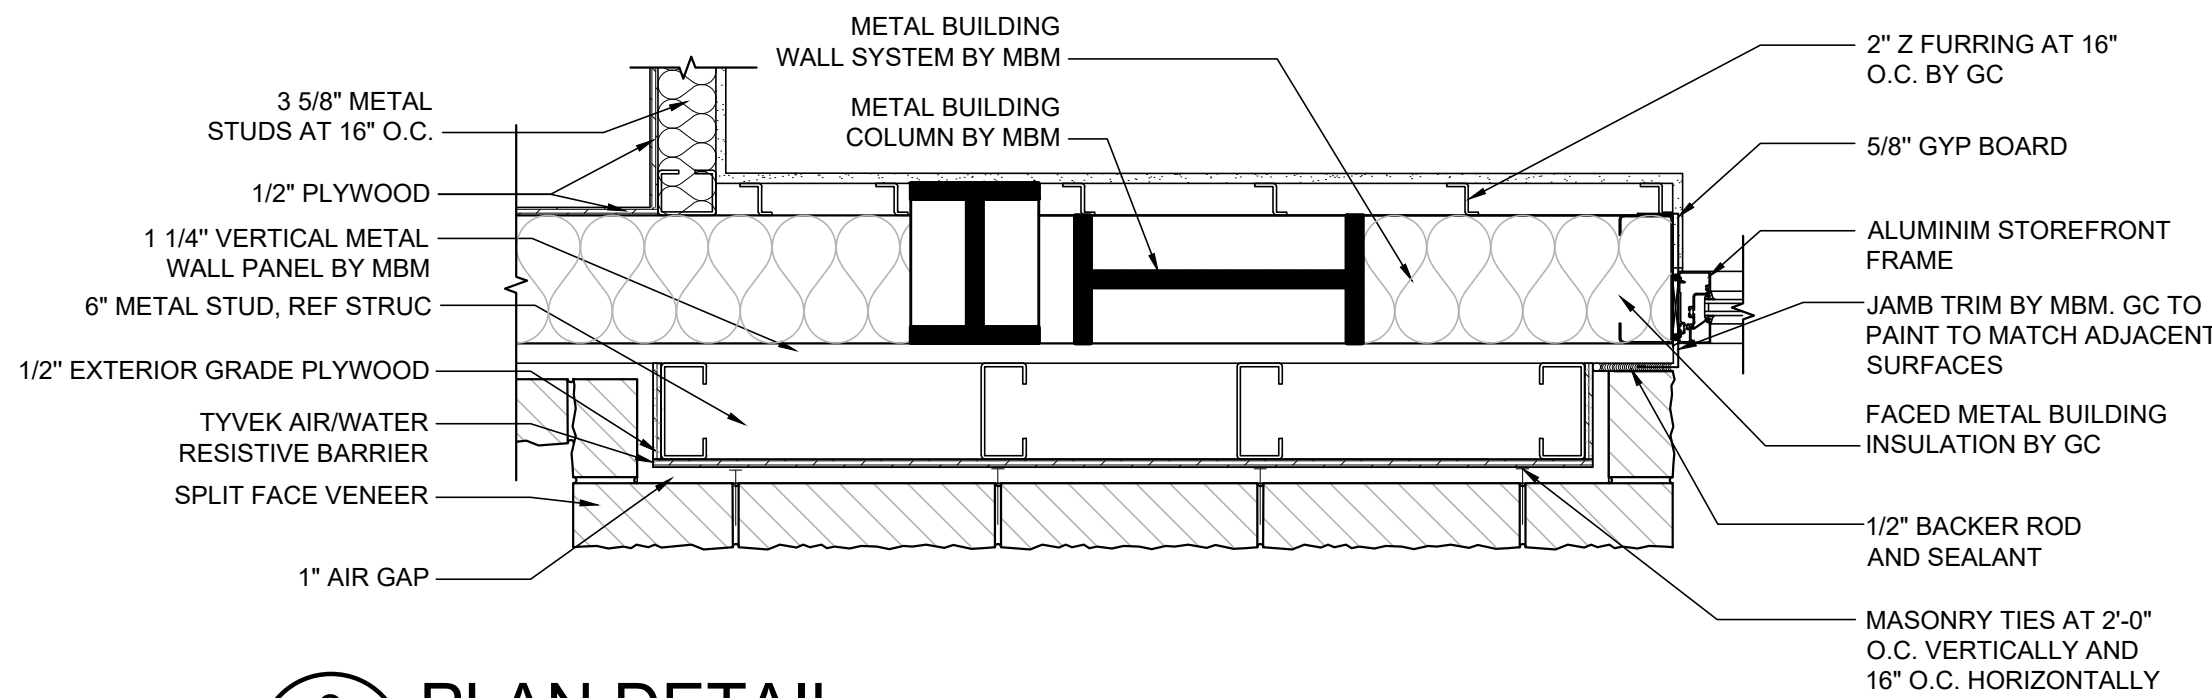 METAL BUILDING
WALL SYSTEM BY MBM
METAL BUILDING
COLUMN BY MBM
3 5/8" METAL
STUDS AT 16" O.C.
1/2" PLYWOOD
1 1/4" VERTICAL METAL
WALL PANEL BY MBM
6" METAL STUD, REF STRUC
1/2" EXTERIOR GRADE PLYWOOD
TYVEK AIR/WATER
RESISTIVE BARRIER
SPLIT FACE VENEER
1" AIR GAP
2" Z FURRING AT 16"
O.C. BY GC
5/8" GYP BOARD
ALUMINIM STOREFRONT
FRAME
JAMB TRIM BY MBM. GC TO
PAINT TO MATCH ADJACENT
SURFACES
FACED METAL BUILDING
INSULATION BY GC
1/2" BACKER ROD
AND SEALANT
MASONRY TIES AT 2'-0"
O.C. VERTICALLY AND
16" O.C. HORIZONTALLY
PLAN DETAIL